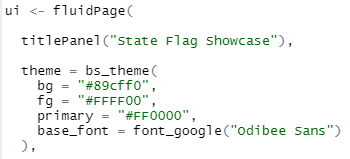 ui <- fluidPage(
titlePanel("State Flag Showcase"),
theme = bs_theme(
bg = "#89cff0",
fg = "#FFFF00",
primary = "#FF0000",
base_font = font_google("Odibee Sans")
),